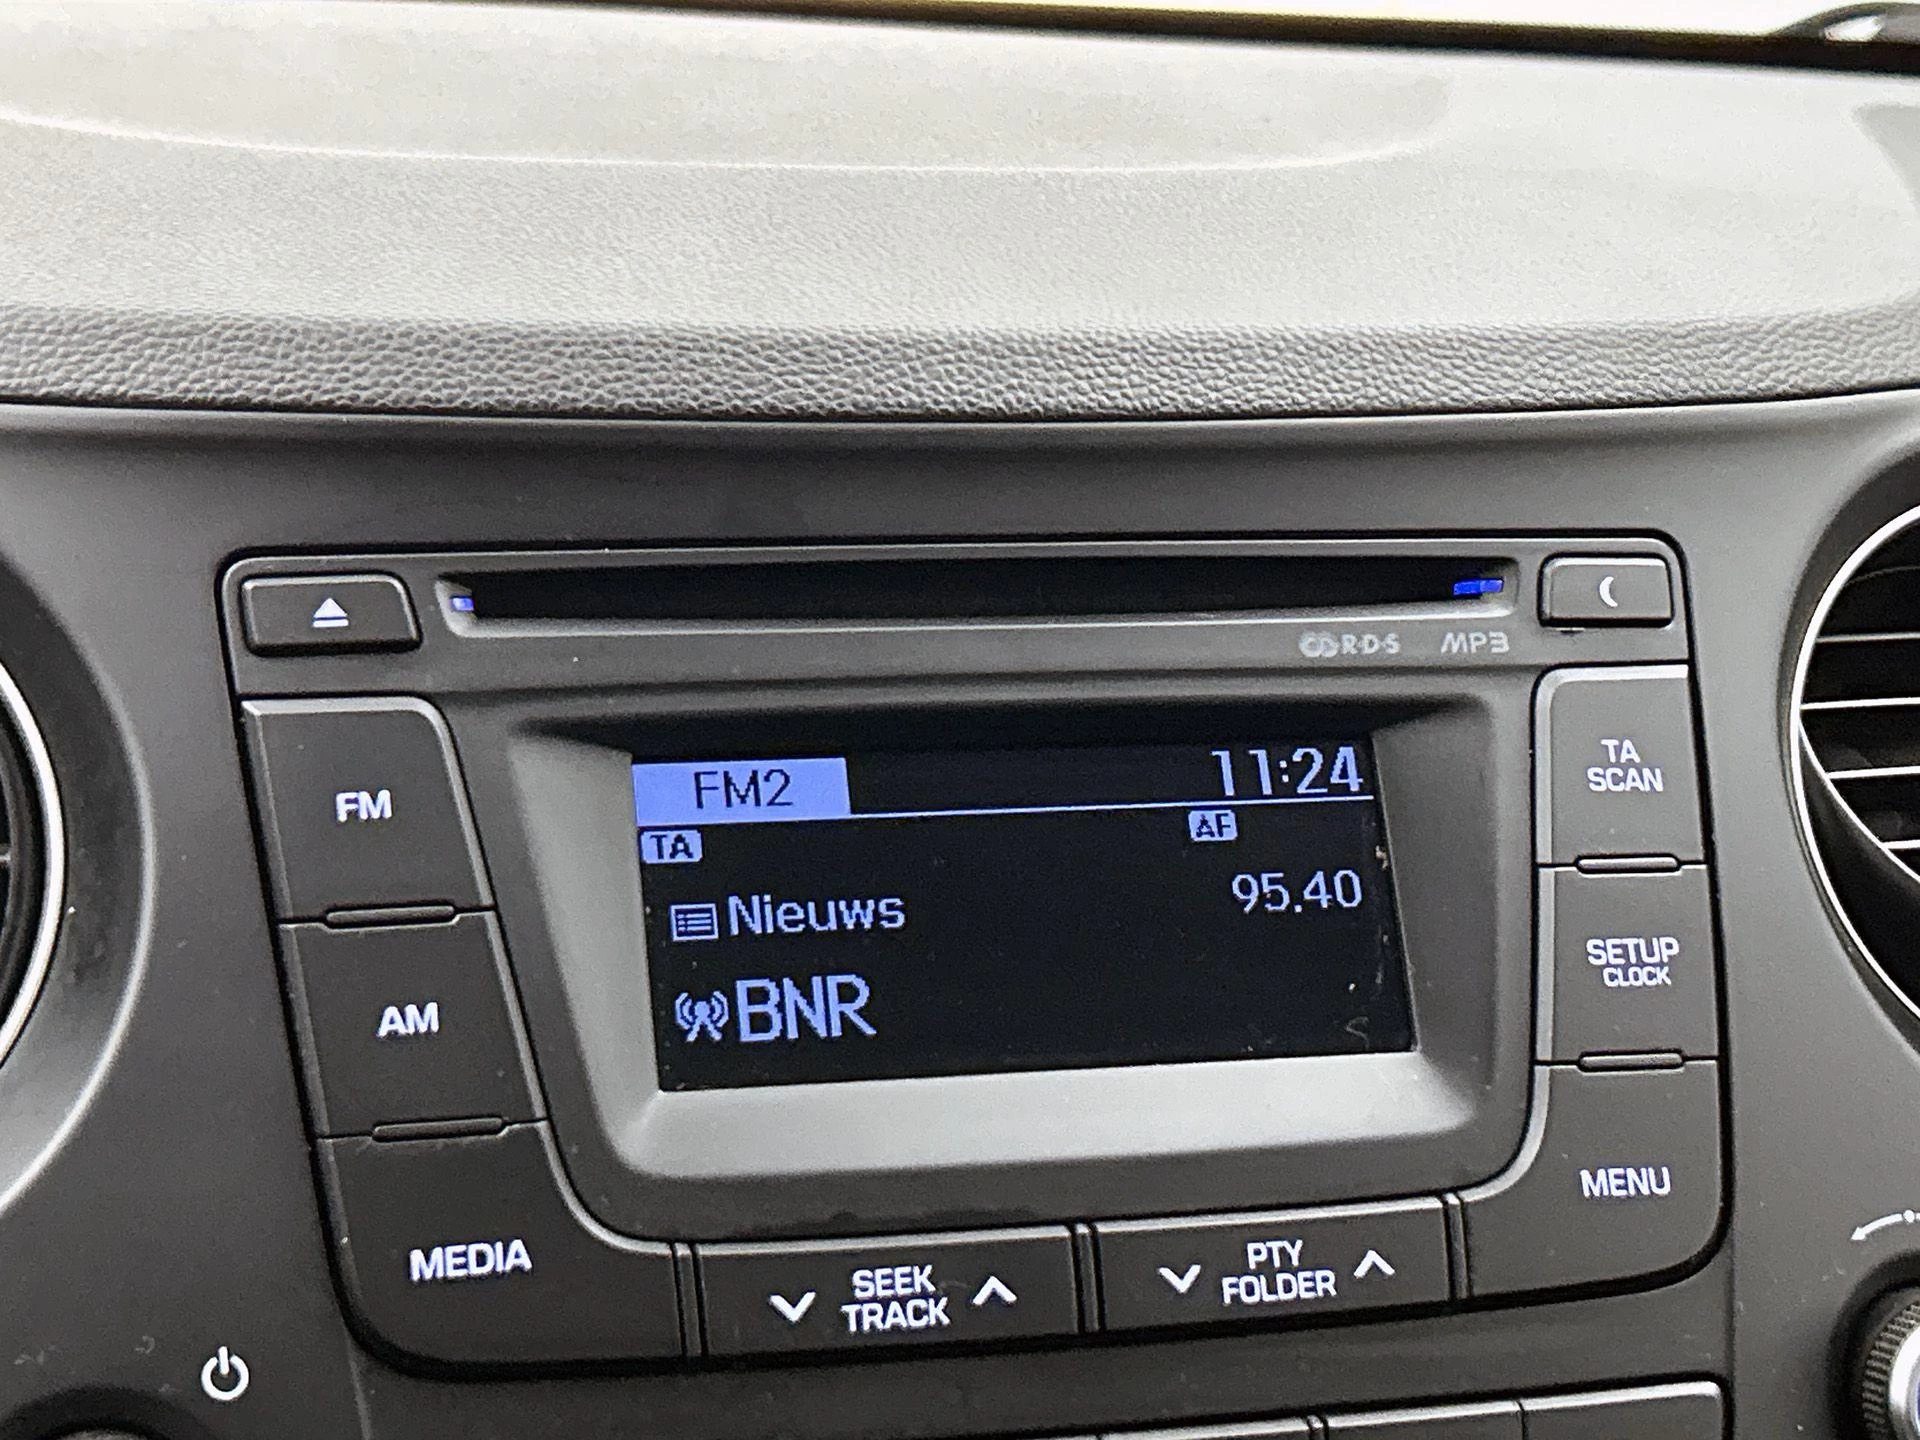 RDS MP3
FM
AM
MEDIA
FM2 11:24
TA AF
Nieuws 95.40
BNR
TA
SCAN
SETUP
CLOCK
MENU
SEEK
TRACK
PTY
FOLDER